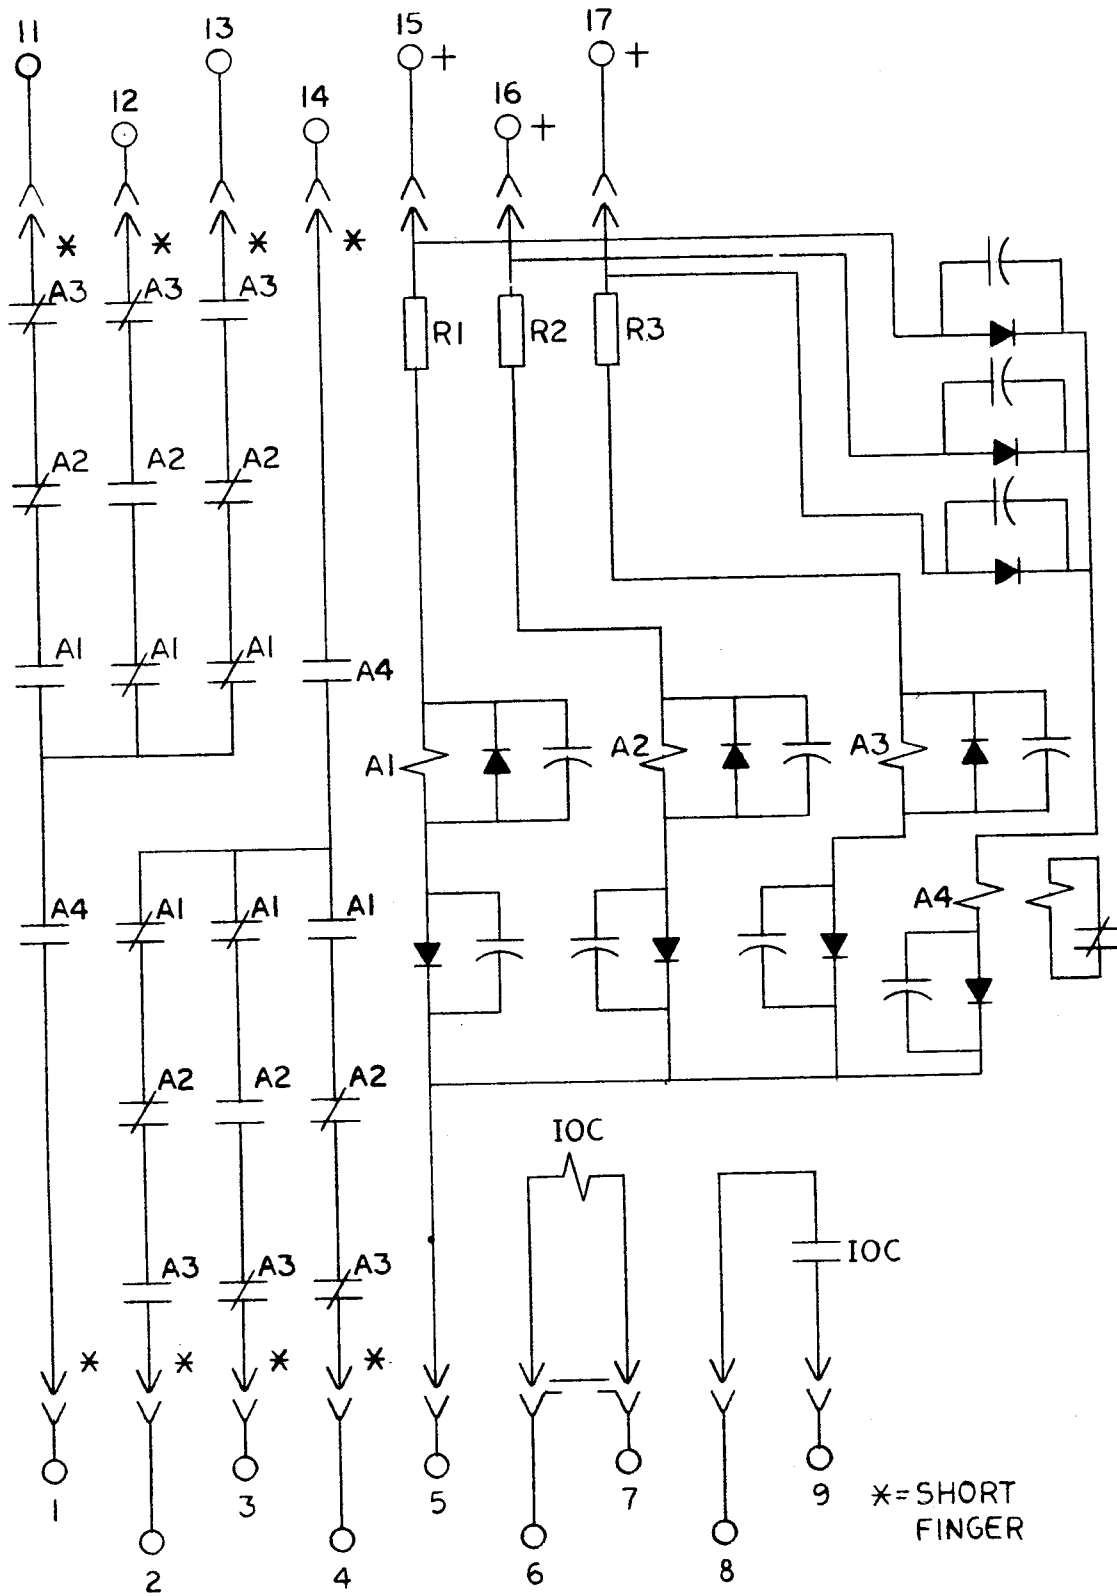 11
13
15 +
17 +
12
14
16 +
*
*
*
*
A3
A3
A3
R1
R2
R3
A2
A2
A2
A1
A1
A1
A4
A1
A2
A3
A4
A1
A1
A1
A4
A2
A2
A2
IOC
IOC
A3
A3
A3
*
*
*
*
1
3
5
7
9
*= SHORT
FINGER
2
4
6
8